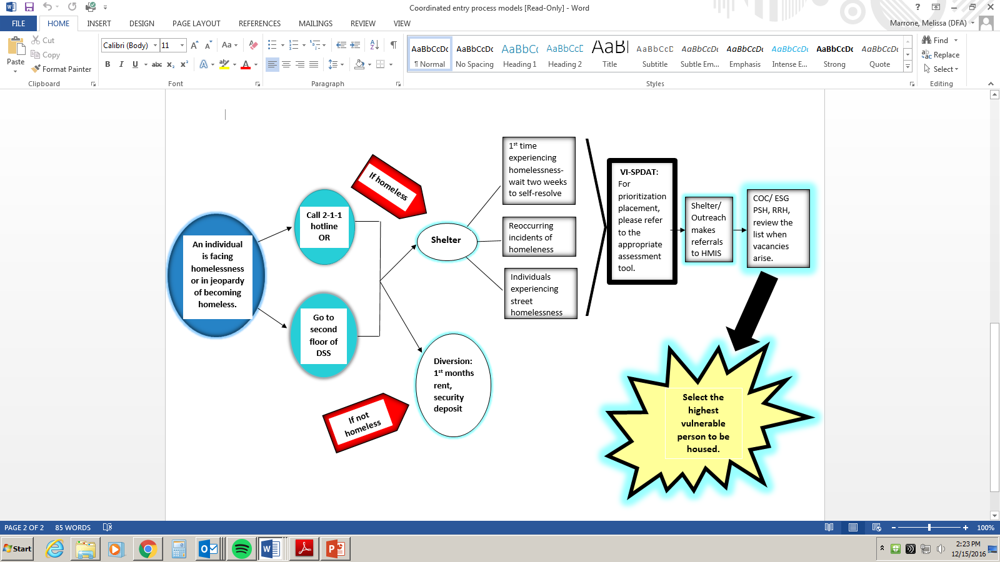 Coordinated entry process models [Read-Only] - Word
?
FILE
HOME
INSERT
DESIGN
PAGE LAYOUT
REFERENCES
MAILINGS
REVIEW
VIEW
Marrone, Melissa (DFA)
Paste
Cut
Copy
Format Painter
Clipboard
Calibri (Body)
11
Font
Paragraph
AaBbCcDc
¶ Normal
AaBbCcDc
No Spacing
AaBbCc
Heading 1
AaBbCcD
Heading 2
AaB
Title
AaBbCcD
Subtitle
AaBbCcDc
Subtle Em...
AaBbCcDc
Emphasis
AaBbCcDc
Intense E...
AaBbCcDc
Strong
AaBbCcDc
Quote
Styles
Find
Replace
Select
Editing
An individual
is facing
homelessness
or in jeopardy
of becoming
homeless.
Call 2-1-1
hotline
OR
Go to
second
floor of
DSS
If homeless
If not
homeless
Shelter
Diversion:
1st months
rent,
security
deposit
1st time
experiencing
homelessness-
wait two weeks
to self-resolve
Reoccurring
incidents of
homeleness
Individuals
experiencing
street
homelessness
VI-SPDAT:
For
prioritization
placement,
please refer
to the
appropriate
assessment
tool.
Shelter/
Outreach
makes
referrals
to HMIS
COC/ ESG
PSH, RRH,
review the
list when
vacancies
arise.
Select the
highest
vulnerable
person to be
housed.
PAGE 2 OF 2
85 WORDS
100%
Start
2:23 PM
12/15/2016